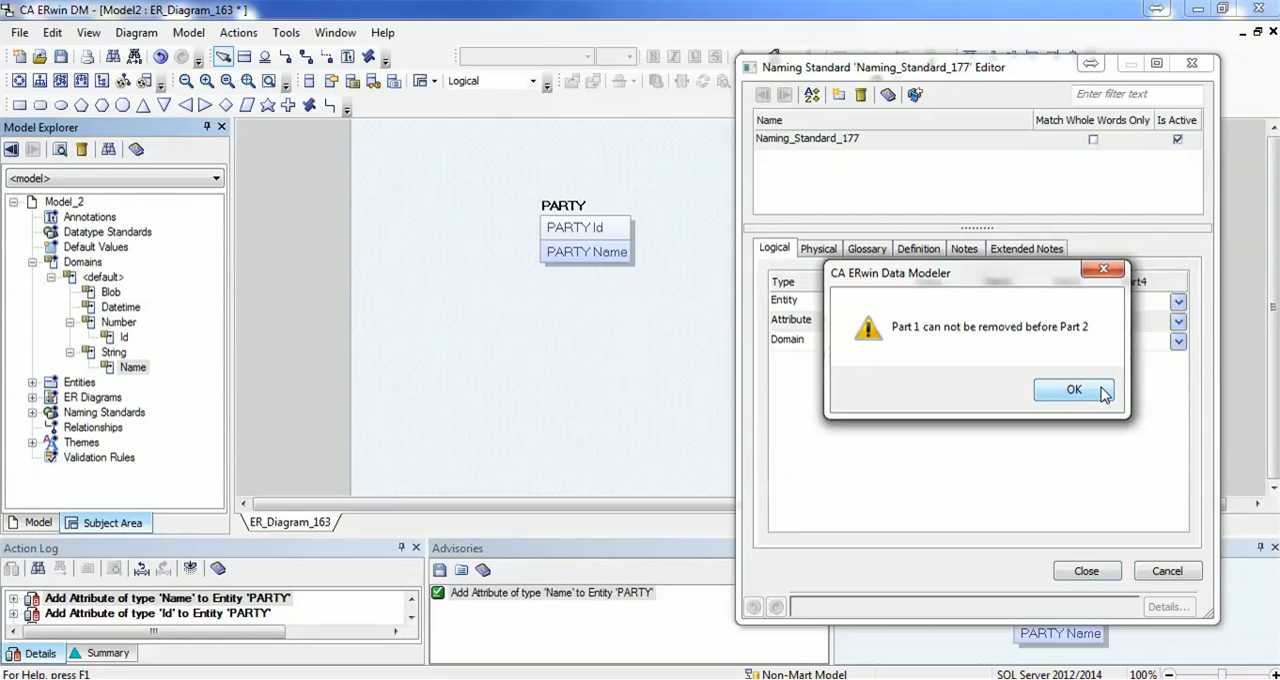 CA ERwin DM - [Model2 : ER_Diagram_163 * ]
File Edit View Diagram Model Actions Tools Window Help
Logical
Model Explorer
<model>
Model_2
Annotations
Datatype Standards
Default Values
Domains
<default>
Blob
Datetime
Number
Id
String
Name
Entities
ER Diagrams
Naming Standards
Relationships
Themes
Validation Rules
Model Subject Area
PARTY
PARTY Id
PARTY Name
ER_Diagram_163
Naming Standard 'Naming_Standard_177' Editor
Enter filter text
Name Match Whole Words Only Is Active
Naming_Standard_177
Logical Physical Glossary Definition Notes Extended Notes
Type
Entity
Attribute
Domain
CA ERwin Data Modeler
Part 1 can not be removed before Part 2
OK
Close Cancel
Details...
Action Log
Add Attribute of type 'Name' to Entity 'PARTY'
Add Attribute of type 'Id' to Entity 'PARTY'
Details Summary
Advisories
Add Attribute of type 'Name' to Entity 'PARTY'
PARTY Name
For Help, press F1 Non-Mart Model SQL Server 2012/2014 100%